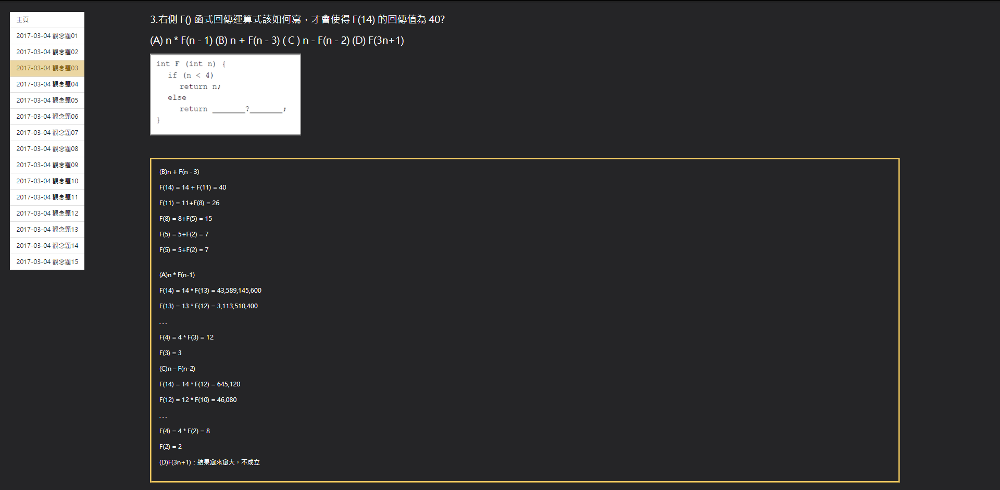 主頁
2017-03-04 觀念題01
2017-03-04 觀念題02
2017-03-04 觀念題03
2017-03-04 觀念題04
2017-03-04 觀念題05
2017-03-04 觀念題06
2017-03-04 觀念題07
2017-03-04 觀念題08
2017-03-04 觀念題09
2017-03-04 觀念題10
2017-03-04 觀念題11
2017-03-04 觀念題12
2017-03-04 觀念題13
2017-03-04 觀念題14
2017-03-04 觀念題15
3.右側 F() 函式回傳運算式該如何寫，才會使得 F(14) 的回傳值為 40?
(A) n * F(n - 1) (B) n + F(n - 3) ( C ) n - F(n - 2) (D) F(3n+1)
int F (int n) {
if (n < 4)
return n;
else
return _______?_______;
}
(B)n + F(n - 3)
F(14) = 14 + F(11) = 40
F(11) = 11+F(8) = 26
F(8) = 8+F(5) = 15
F(5) = 5+F(2) = 7
F(5) = 5+F(2) = 7
(A)n * F(n-1)
F(14) = 14 * F(13) = 43,589,145,600
F(13) = 13 * F(12) = 3,113,510,400
. . .
F(4) = 4 * F(3) = 12
F(3) = 3
(C)n – F(n-2)
F(14) = 14 * F(12) = 645,120
F(12) = 12 * F(10) = 46,080
. . .
F(4) = 4 * F(2) = 8
F(2) = 2
(D)F(3n+1)：結果愈來愈大，不成立